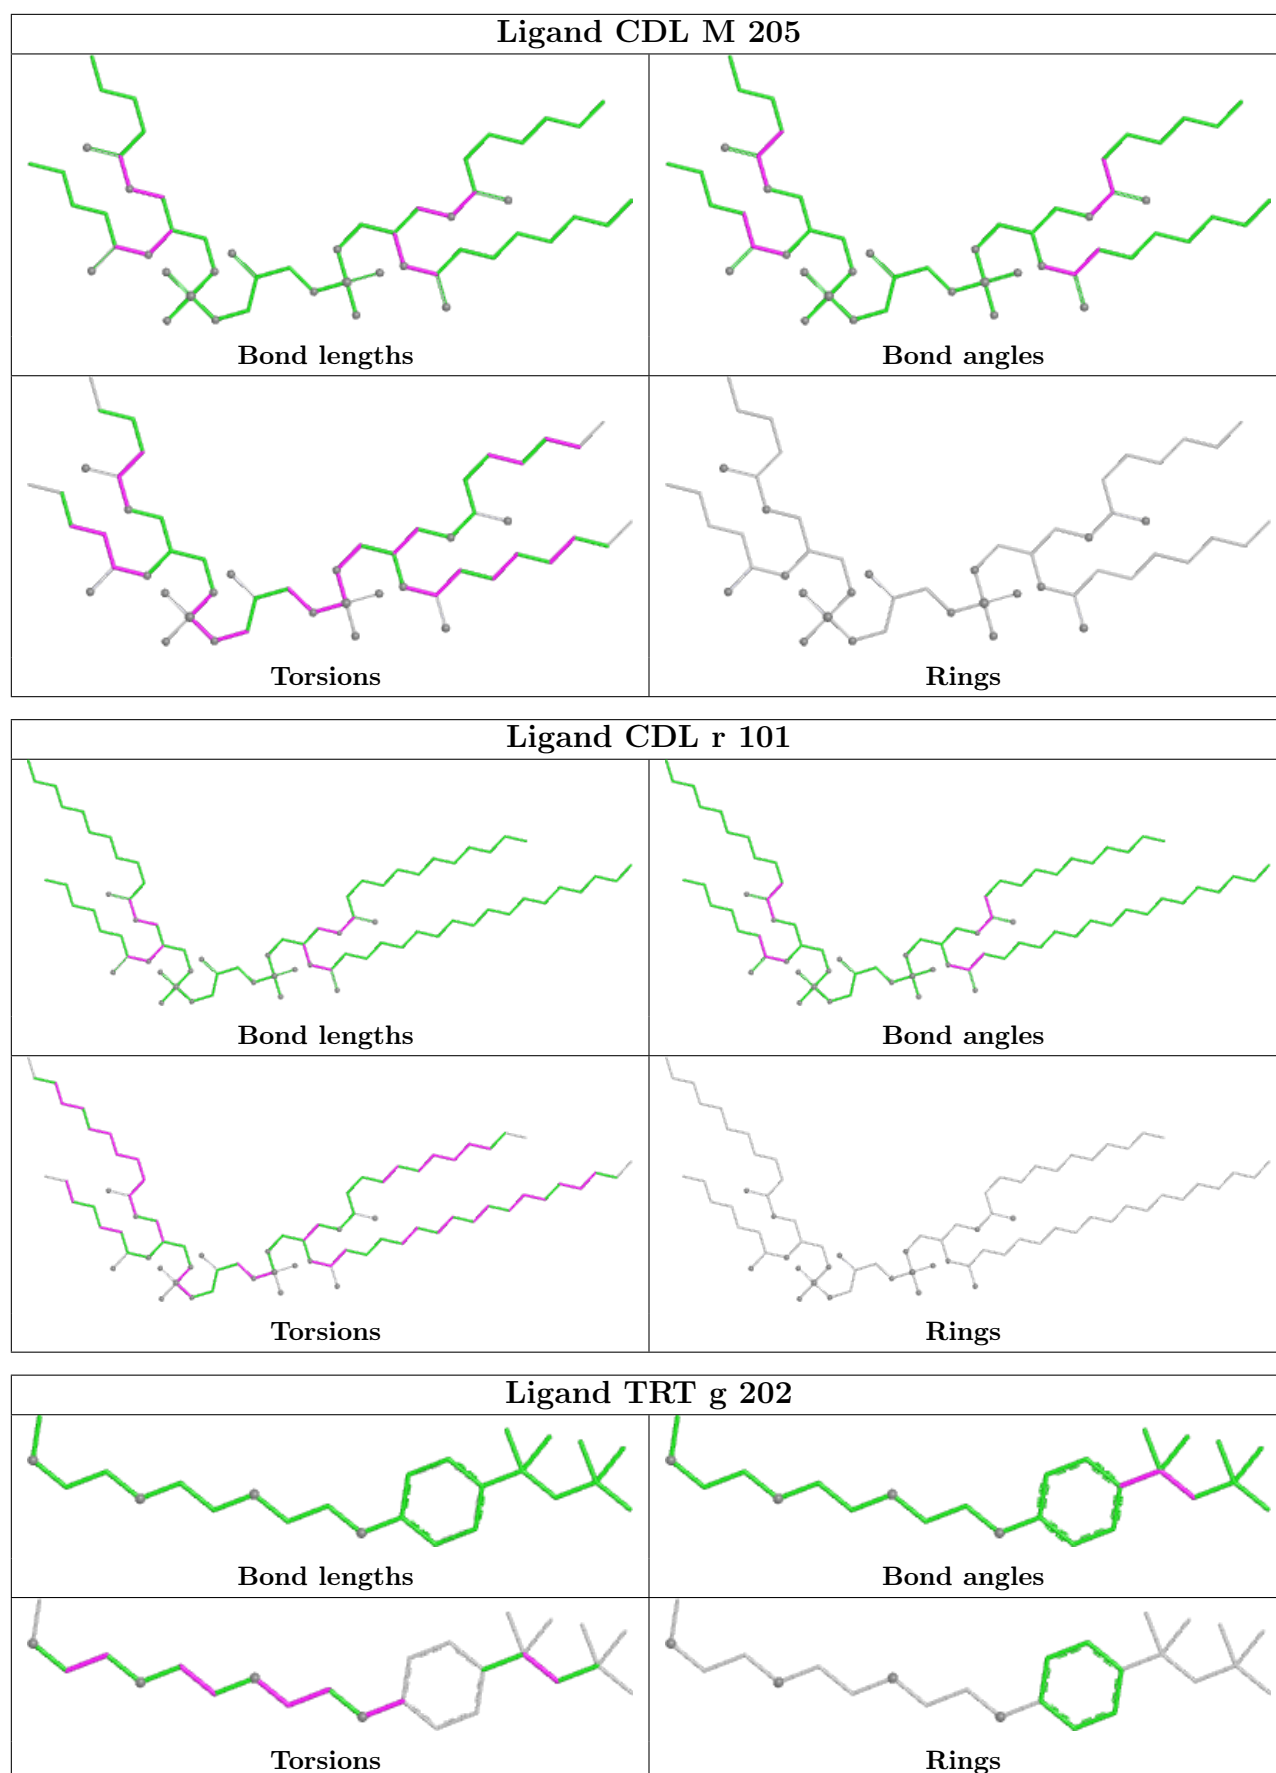 Ligand CDL M 205
Bond lengths
Bond angles
Torsions
Rings
Ligand CDL r 101
Bond lengths
Bond angles
Torsions
Rings
Ligand TRT g 202
Bond lengths
Bond angles
Torsions
Rings